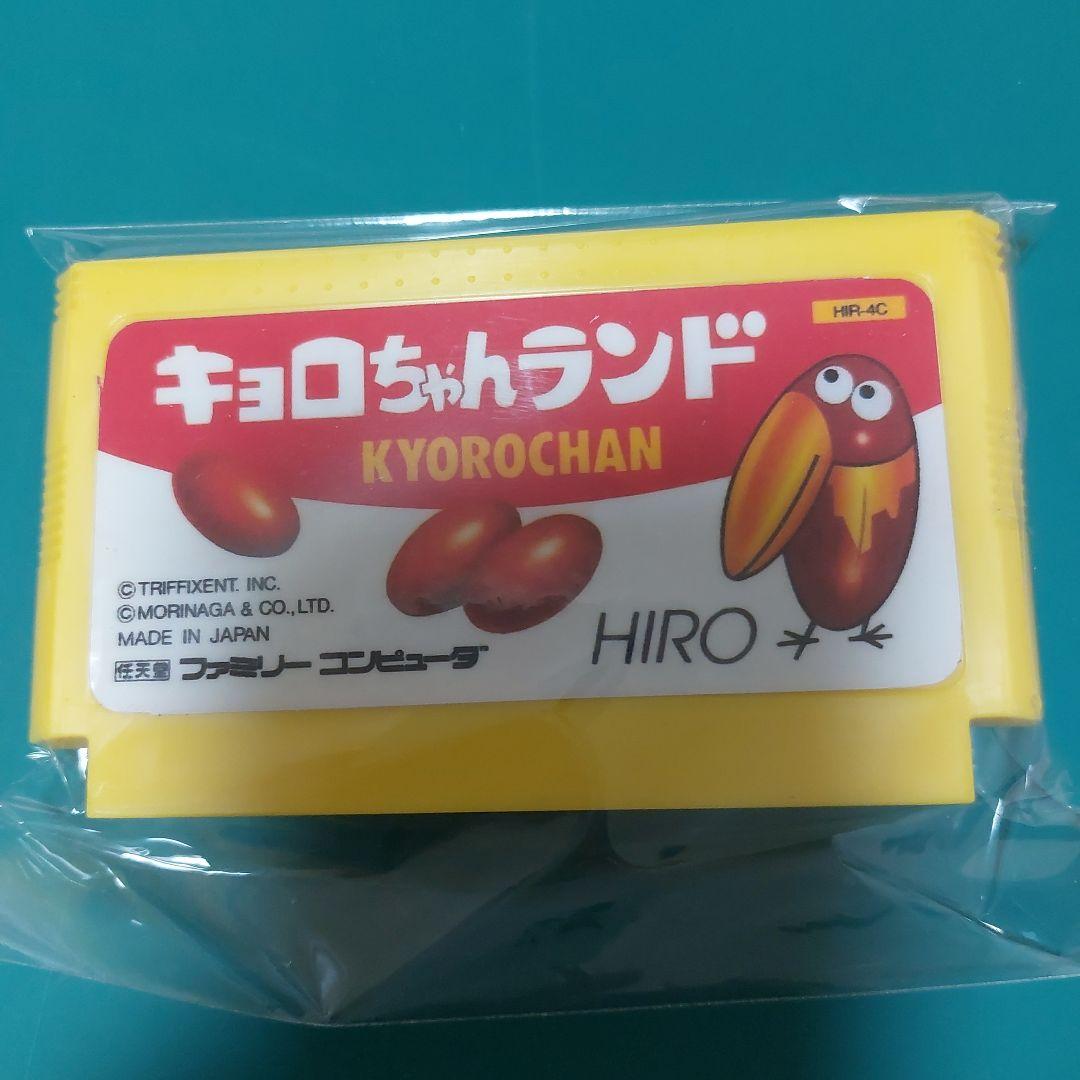 HIR-4C
キョロちゃんランド
KYOROCHAN
©TRIFFIXENT. INC.
©MORINAGA & CO., LTD.
MADE IN JAPAN
任天堂 ファミリー コンピュータ
HIRO